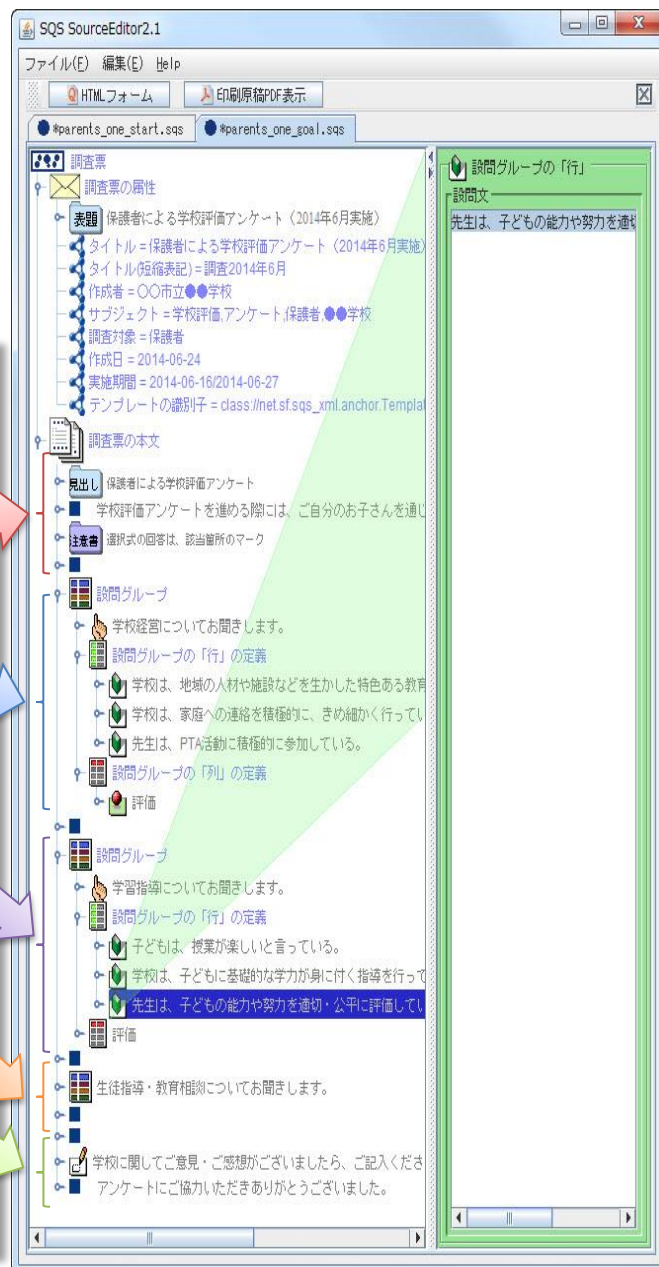 SQS SourceEditor2.1
ファイル(F) 編集(E) Help
HTMLフォーム 印刷原稿PDF表示
*parents_one_start.sqs *parents_one_goal.sqs
調査票
調査票の属性
表題 保護者による学校評価アンケート（2014年6月実施）
タイトル = 保護者による学校評価アンケート（2014年6月実施）
タイトル(短縮表記) = 調査2014年6月
作成者 = 〇〇市立●●学校
サブジェクト = 学校評価,アンケート,保護者,●●学校
調査対象 = 保護者
作成日 = 2014-06-24
実施期間 = 2014-06-16/2014-06-27
テンプレートの識別子 = class://net.sf.sqs_xml.anchor.Templat
調査票の本文
見出し 保護者による学校評価アンケート
学校評価アンケートを進める際には、ご自分のお子さんを通じ
注意書 選択式の回答は、該当箇所のマーク
設問グループ
学校経営についてお聞きします。
設問グループの「行」の定義
学校は、地域の人材や施設などを生かした特色ある教育
学校は、家庭への連絡を積極的に、きめ細かく行ってい
先生は、PTA活動に積極的に参加している。
設問グループの「列」の定義
評価
設問グループ
学習指導についてお聞きします。
設問グループの「行」の定義
子どもは、授業が楽しいと言っている。
学校は、子どもに基礎的な学力が身に付く指導を行って
先生は、子どもの能力や努力を適切・公平に評価してい
評価
生徒指導・教育相談についてお聞きします。
学校に関してご意見・ご感想がございましたら、ご記入くださ
アンケートにご協力いただきありがとうございました。
設問グループの「行」
設問文
先生は、子どもの能力や努力を適切